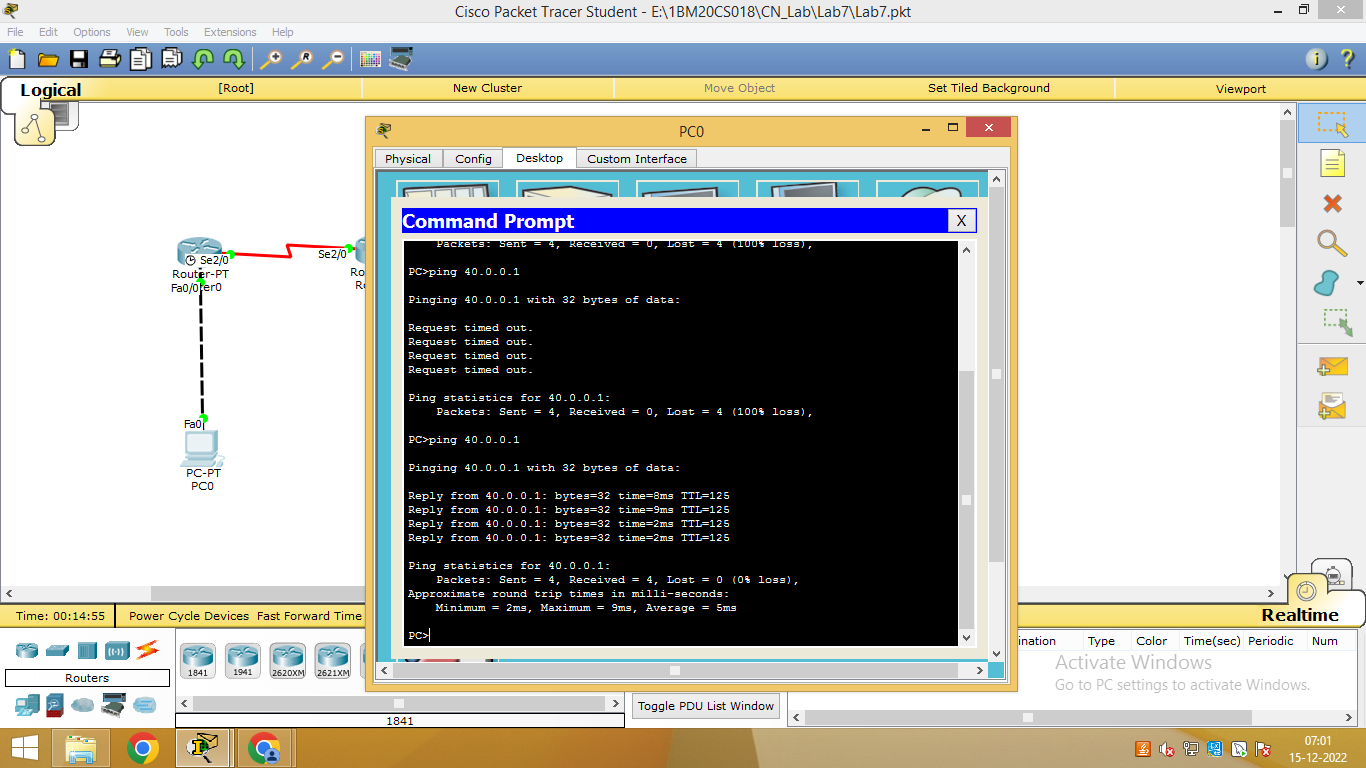 Cisco Packet Tracer Student - E:\1BM20CS018\CN_Lab\Lab7\Lab7.pkt
File Edit Options View Tools Extensions Help
Logical
[Root]
New Cluster
Move Object
Set Tiled Background
Viewport
Se2/0
Router-PT
Fa0/0
er0
Se2/0
Ro
Fa0
PC-PT
PC0
PC0
Physical Config Desktop Custom Interface
Command Prompt
X
Packets: Sent = 4, Received = 0, Lost = 4 (100% loss),
PC>ping 40.0.0.1
Pinging 40.0.0.1 with 32 bytes of data:
Request timed out.
Request timed out.
Request timed out.
Request timed out.
Ping statistics for 40.0.0.1:
Packets: Sent = 4, Received = 0, Lost = 4 (100% loss),
PC>ping 40.0.0.1
Pinging 40.0.0.1 with 32 bytes of data:
Reply from 40.0.0.1: bytes=32 time=8ms TTL=125
Reply from 40.0.0.1: bytes=32 time=9ms TTL=125
Reply from 40.0.0.1: bytes=32 time=2ms TTL=125
Reply from 40.0.0.1: bytes=32 time=2ms TTL=125
Ping statistics for 40.0.0.1:
Packets: Sent = 4, Received = 4, Lost = 0 (0% loss),
Approximate round trip times in milli-seconds:
Minimum = 2ms, Maximum = 9ms, Average = 5ms
PC>
Time: 00:14:55
Power Cycle Devices Fast Forward Time
Realtime
Routers
1841 1941 2620XM 2621XM
1841
Toggle PDU List Window
ination Type Color Time(sec) Periodic Num
Activate Windows
Go to PC settings to activate Windows.
07:01
15-12-2022